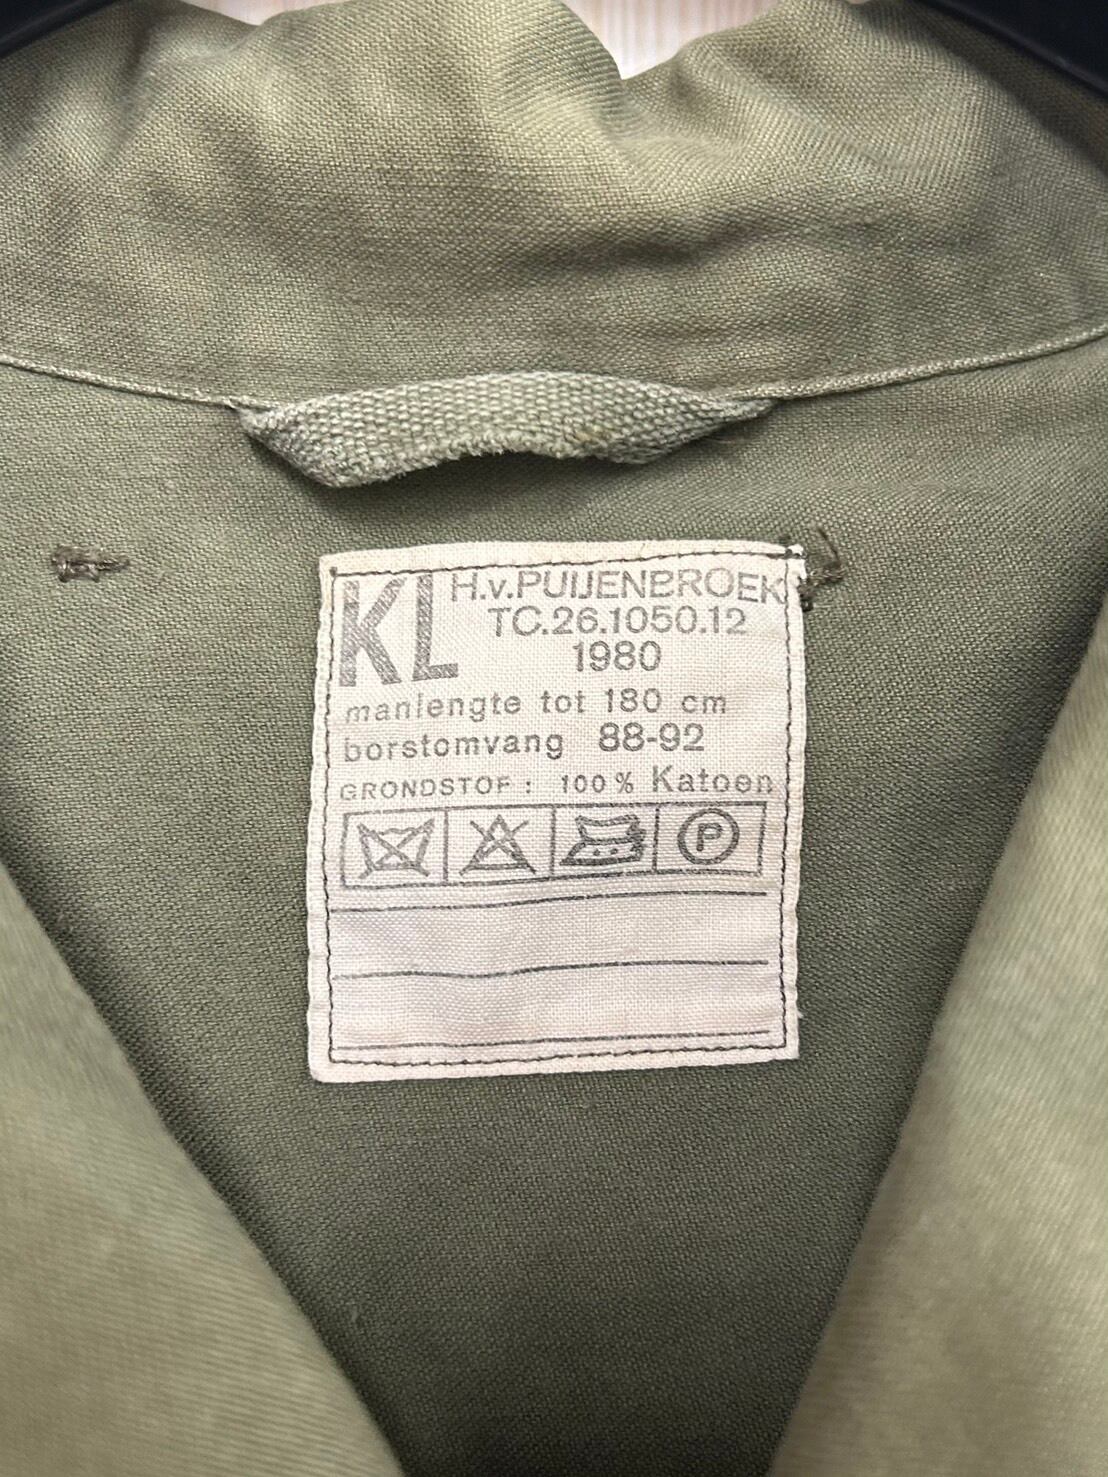 KL H.v.PUIJENBROEK
TC.26.1050.12
1980
manlengte tot 180 cm
borstomvang 88-92
GRONDSTOF : 100 % Katoen
P